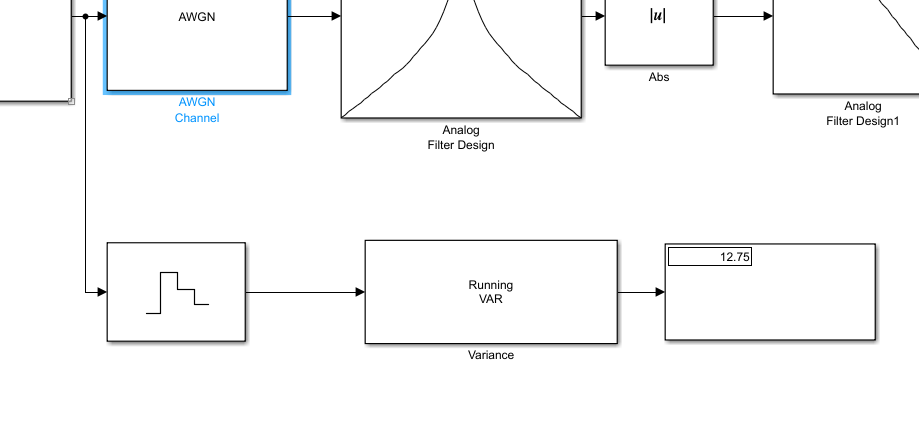 AWGN
|u|
AWGN
Channel
Abs
Analog
Filter Design
Analog
Filter Design1
12.75
Running
VAR
Variance